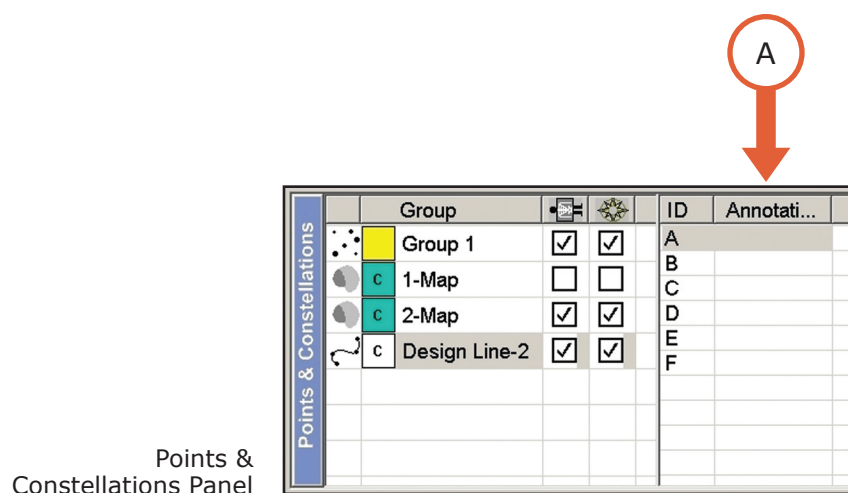 A
Points & Constellations
Group
ID
Annotati...
Group 1
C 1-Map
C 2-Map
C Design Line-2
A
B
C
D
E
F
Points &
Constellations Panel